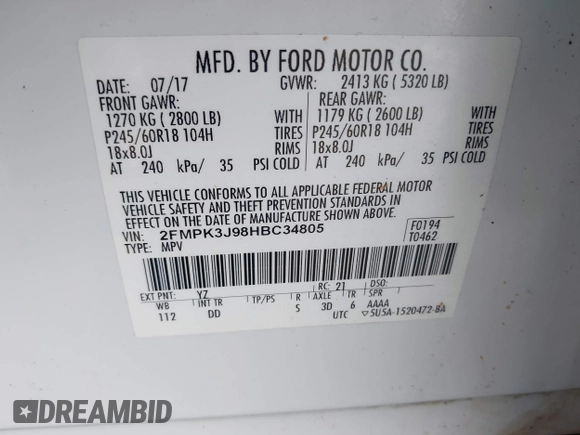 MFD. BY FORD MOTOR CO.
DATE: 07/17 GVWR: 2413 KG ( 5320 LB)
FRONT GAWR: REAR GAWR:
1270 KG ( 2800 LB) WITH 1179 KG ( 2600 LB) WITH
P245/60R18 104H TIRES P245/60R18 104H TIRES
18x8.0J RIMS 18x8.0J RIMS
AT 240 kPa/ 35 PSI COLD AT 240 kPa/ 35 PSI COLD
THIS VEHICLE CONFORMS TO ALL APPLICABLE FEDERAL MOTOR
VEHICLE SAFETY AND THEFT PREVENTION STANDARDS IN
EFFECT ON THE DATE OF MANUFACTURE SHOWN ABOVE.
VIN: 2FMPK3J98HBC34805 F0194
TYPE: MPV T0462
EXT PNT: YZ RC: 21 DSO:
WB INT TR TP/PS R AXLE TR SPR
112 DD S 3D 6 AAAA
UTC ▽5U5A-1520472-BA
DREAMBID